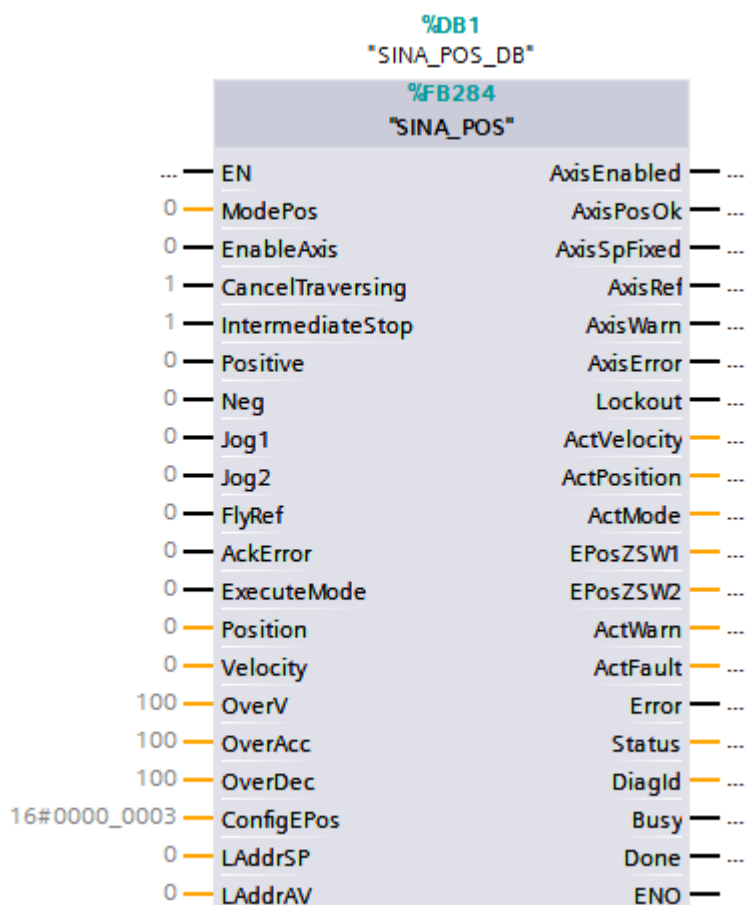 %DB1
"SINA_POS_DB"
%FB284
"SINA_POS"
... EN AxisEnabled ...
0 ModePos AxisPosOk ...
0 EnableAxis AxisSpFixed ...
1 CancelTraversing AxisRef ...
1 IntermediateStop AxisWarn ...
0 Positive AxisError ...
0 Neg Lockout ...
0 Jog1 ActVelocity ...
0 Jog2 ActPosition ...
0 FlyRef ActMode ...
0 AckError EPosZSW1 ...
0 ExecuteMode EPosZSW2 ...
0 Position ActWarn ...
0 Velocity ActFault ...
100 OverV Error ...
100 OverAcc Status ...
100 OverDec DiagId ...
16#0000_0003 ConfigEPos Busy ...
0 LAddrSP Done ...
0 LAddrAV ENO